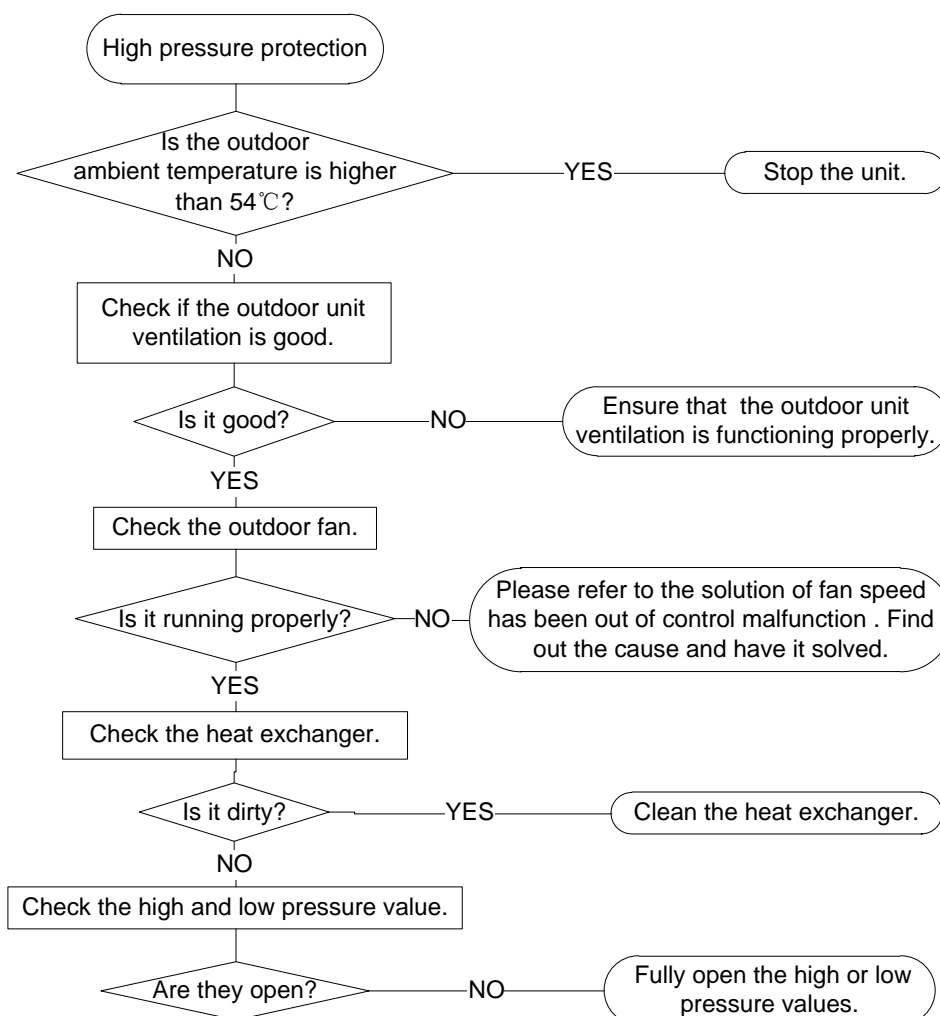 High pressure protection
Is the outdoor
ambient temperature is higher
than 54℃?
YES
Stop the unit.
NO
Check if the outdoor unit
ventilation is good.
Is it good?
NO
Ensure that the outdoor unit
ventilation is functioning properly.
YES
Check the outdoor fan.
Is it running properly?
NO
Please refer to the solution of fan speed
has been out of control malfunction . Find
out the cause and have it solved.
YES
Check the heat exchanger.
Is it dirty?
YES
Clean the heat exchanger.
NO
Check the high and low pressure value.
Are they open?
NO
Fully open the high or low
pressure values.